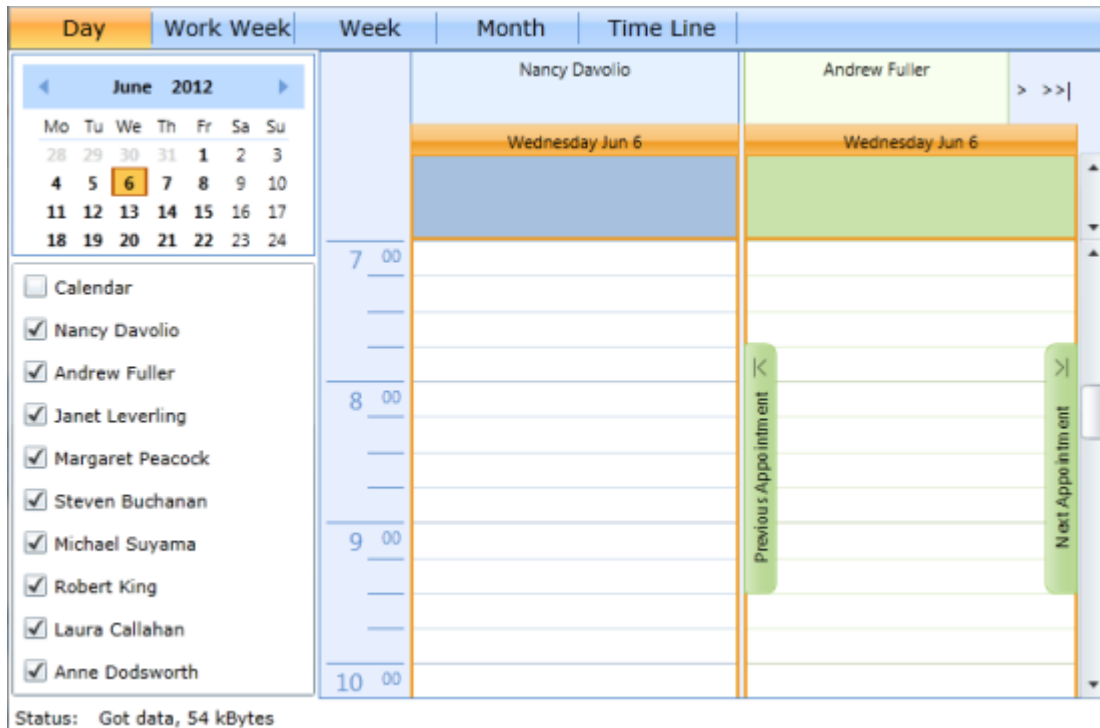 Day Work Week Week Month Time Line
June 2012
Mo Tu We Th Fr Sa Su
28 29 30 31 1 2 3
4 5 6 7 8 9 10
11 12 13 14 15 16 17
18 19 20 21 22 23 24
Calendar
Nancy Davolio
Andrew Fuller
Janet Leverling
Margaret Peacock
Steven Buchanan
Michael Suyama
Robert King
Laura Callahan
Anne Dodsworth
Nancy Davolio Andrew Fuller > >>|
Wednesday Jun 6 Wednesday Jun 6
7 00
8 00
9 00
10 00
Previous Appointment
Next Appointment
Status: Got data, 54 kBytes